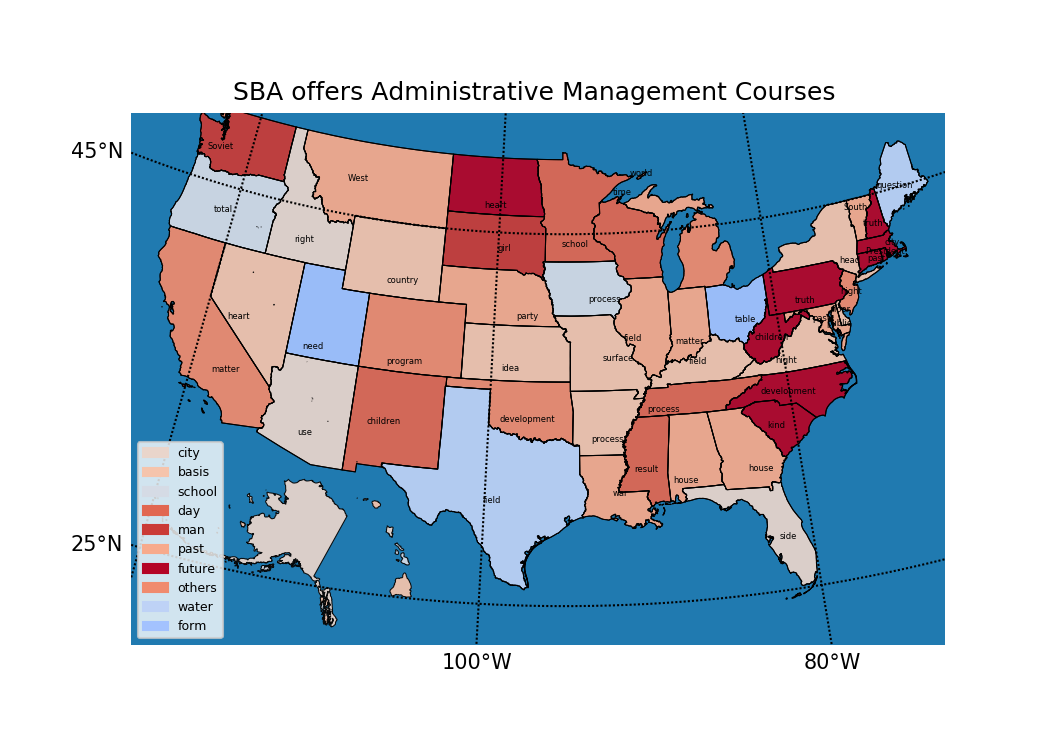 SBA offers Administrative Management Courses
45°N
25°N
100°W
80°W
Soviet
West
heart
world
time
question
South
truth
total
right
girl
school
head
country
process
night
heart
party
truth
past
need
table
children
field
matter
surface
field
night
matter
program
idea
use
children
development
process
development
process
kind
result
house
house
field
war
side
city
basis
school
day
man
past
future
others
water
form